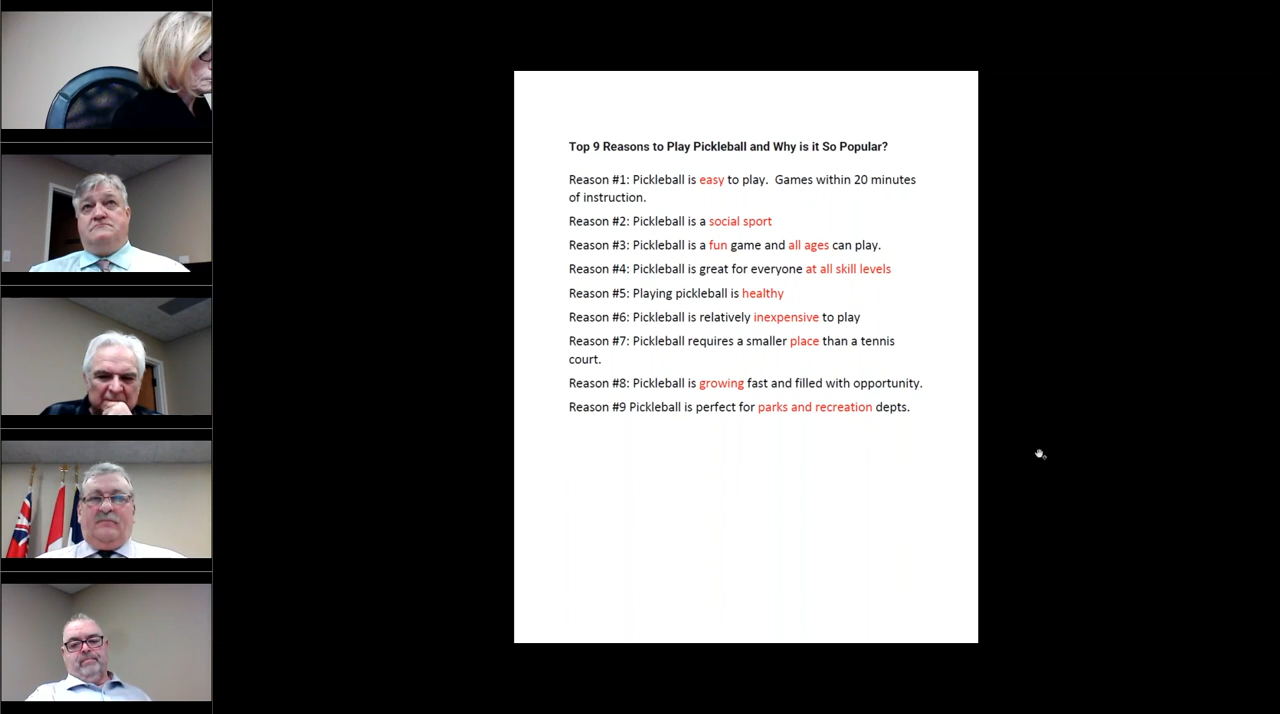 Top 9 Reasons to Play Pickleball and Why is it So Popular?
Reason #1: Pickleball is easy to play.  Games within 20 minutes
of instruction.
Reason #2: Pickleball is a social sport
Reason #3: Pickleball is a fun game and all ages can play.
Reason #4: Pickleball is great for everyone at all skill levels
Reason #5: Playing pickleball is healthy
Reason #6: Pickleball is relatively inexpensive to play
Reason #7: Pickleball requires a smaller place than a tennis
court.
Reason #8: Pickleball is growing fast and filled with opportunity.
Reason #9 Pickleball is perfect for parks and recreation depts.